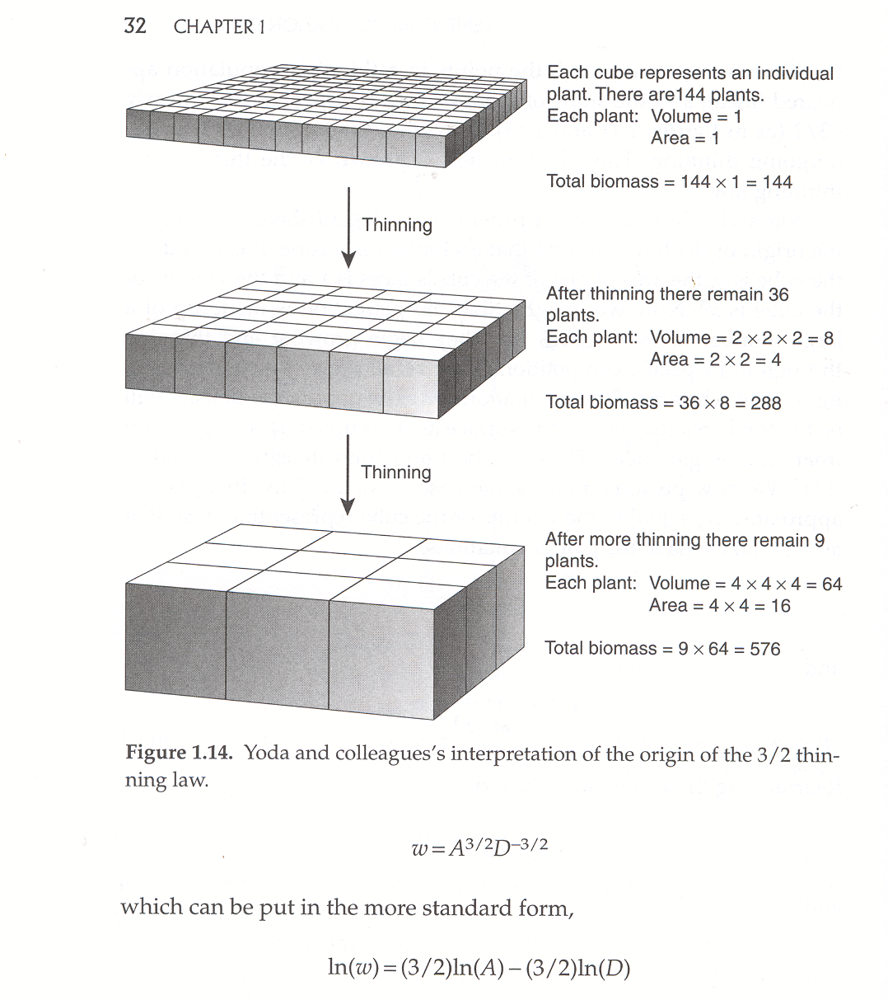 32 CHAPTER 1
Each cube represents an individual
plant. There are144 plants.
Each plant: Volume = 1
Area = 1
Total biomass = 144 × 1 = 144
Thinning
After thinning there remain 36
plants.
Each plant: Volume = 2 × 2 × 2 = 8
Area = 2 × 2 = 4
Total biomass = 36 × 8 = 288
Thinning
After more thinning there remain 9
plants.
Each plant: Volume = 4 × 4 × 4 = 64
Area = 4 × 4 = 16
Total biomass = 9 × 64 = 576
Figure 1.14. Yoda and colleagues's interpretation of the origin of the 3/2 thin-
ning law.
w = A^3/2 D^–3/2
which can be put in the more standard form,
ln(w) = (3/2)ln(A) – (3/2)ln(D)